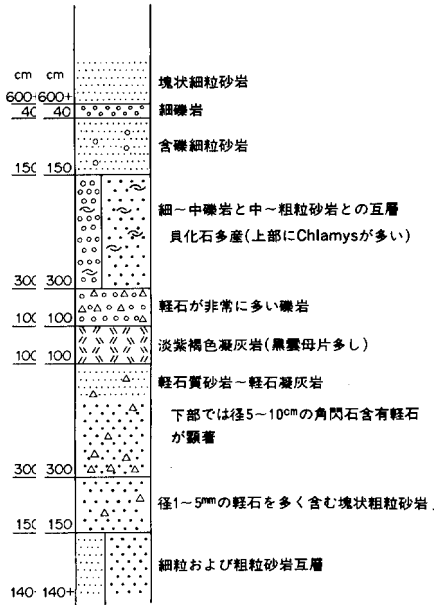 cm cm
塊状細粒砂岩
600+ 600+
細礫岩
40 40
含礫細粒砂岩
150 150
細～中礫岩と中～粗粒砂岩との互層
貝化石多産(上部にChlamysが多い)
300 300
軽石が非常に多い礫岩
100 100
淡紫褐色凝灰岩(黒雲母片多し)
100 100
軽石質砂岩～軽石凝灰岩
下部では径5～10cmの角閃石含有軽石
が顕著
300 300
径1～5mmの軽石を多く含む塊状粗粒砂岩
150 150
細粒および粗粒砂岩互層
140+ 140+